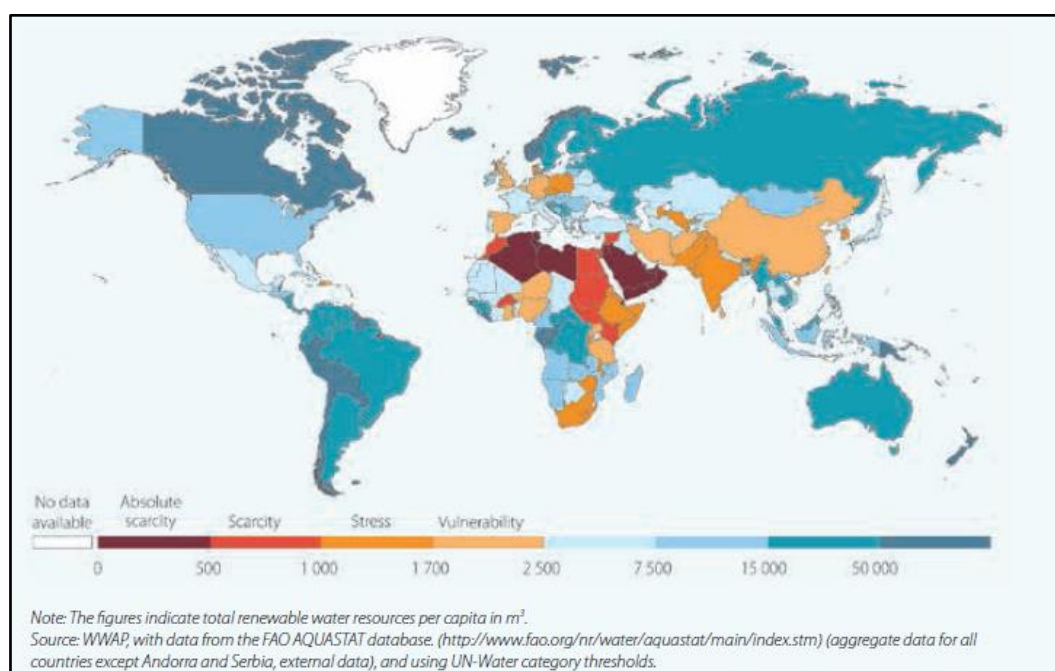 No data available
Absolute scarcity
Scarcity
Stress
Vulnerability
0 500 1 000 1 700 2 500 7 500 15 000 50 000
Note: The figures indicate total renewable water resources per capita in m³.
Source: WWAP, with data from the FAO AQUASTAT database. (http://www.fao.org/nr/water/aquastat/main/index.stm) (aggregate data for all
countries except Andorra and Serbia, external data), and using UN-Water category thresholds.